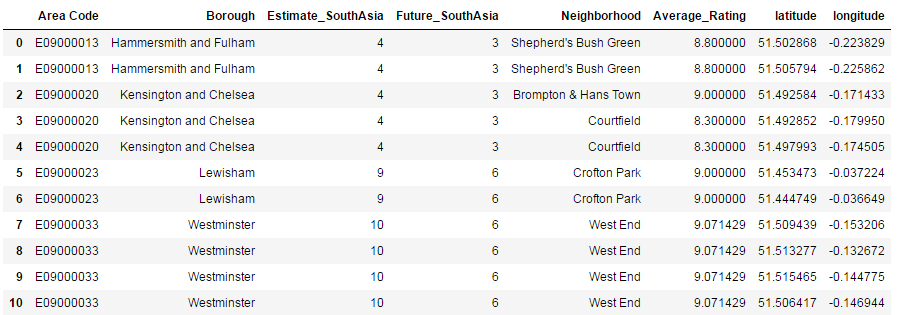 Area Code Borough Estimate_SouthAsia Future_SouthAsia Neighborhood Average_Rating latitude longitude
0 E09000013 Hammersmith and Fulham 4 3 Shepherd's Bush Green 8.800000 51.502868 -0.223829
1 E09000013 Hammersmith and Fulham 4 3 Shepherd's Bush Green 8.800000 51.505794 -0.225862
2 E09000020 Kensington and Chelsea 4 3 Brompton & Hans Town 9.000000 51.492584 -0.171433
3 E09000020 Kensington and Chelsea 4 3 Courtfield 8.300000 51.492852 -0.179950
4 E09000020 Kensington and Chelsea 4 3 Courtfield 8.300000 51.497993 -0.174505
5 E09000023 Lewisham 9 6 Crofton Park 9.000000 51.453473 -0.037224
6 E09000023 Lewisham 9 6 Crofton Park 9.000000 51.444749 -0.036649
7 E09000033 Westminster 10 6 West End 9.071429 51.509439 -0.153206
8 E09000033 Westminster 10 6 West End 9.071429 51.513277 -0.132672
9 E09000033 Westminster 10 6 West End 9.071429 51.515465 -0.144775
10 E09000033 Westminster 10 6 West End 9.071429 51.506417 -0.146944